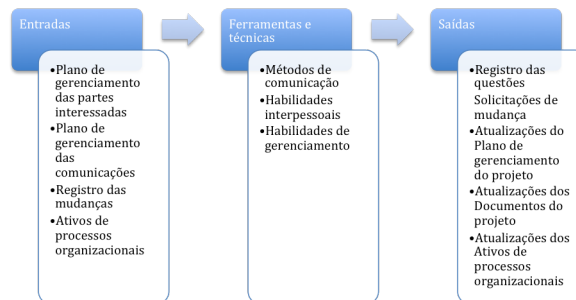 Entradas
•Plano de
gerenciamento
das partes
interessadas
•Plano de
gerenciamento
das
comunicações
•Registro das
mudanças
•Ativos de
processos
organizacionais
Ferramentas e
técnicas
•Métodos de
comunicação
•Habilidades
interpessoais
•Habilidades de
gerenciamento
Saídas
•Registro das
questões
Solicitações de
mudança
•Atualizações do
Plano de
gerenciamento
do projeto
•Atualizações dos
Documentos do
projeto
•Atualizações dos
Ativos de
processos
organizacionais